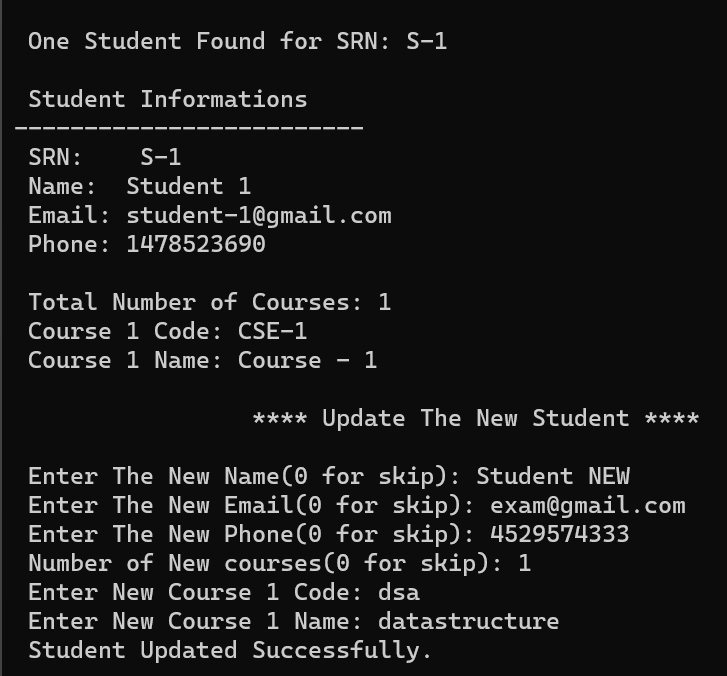 One Student Found for SRN: S-1
Student Informations
-------------------------
SRN:    S-1
Name:  Student 1
Email: student-1@gmail.com
Phone: 1478523690
Total Number of Courses: 1
Course 1 Code: CSE-1
Course 1 Name: Course - 1
**** Update The New Student ****
Enter The New Name(0 for skip): Student NEW
Enter The New Email(0 for skip): exam@gmail.com
Enter The New Phone(0 for skip): 4529574333
Number of New courses(0 for skip): 1
Enter New Course 1 Code: dsa
Enter New Course 1 Name: datastructure
Student Updated Successfully.